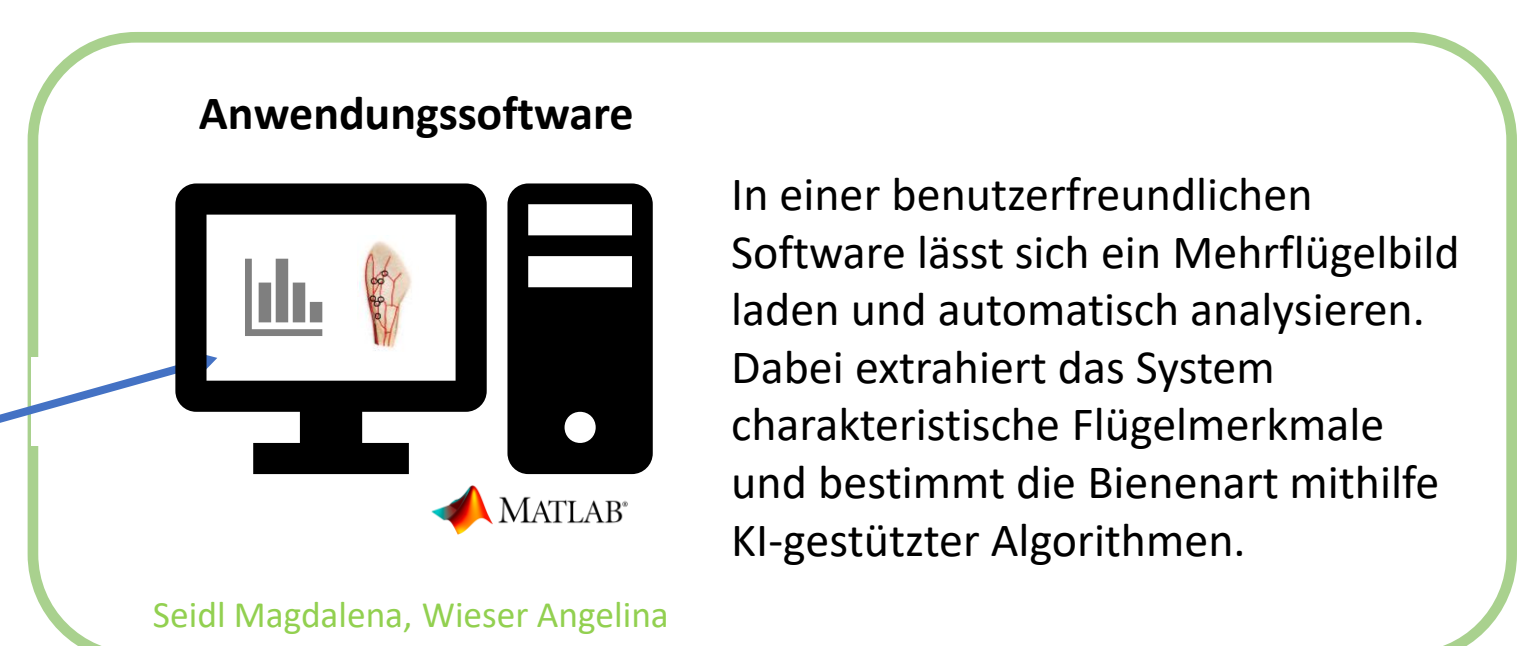 Anwendungssoftware
In einer benutzerfreundlichen
Software lässt sich ein Mehrflügelbild
laden und automatisch analysieren.
Dabei extrahiert das System
charakteristische Flügelmerkmale
und bestimmt die Bienenart mithilfe
KI-gestützter Algorithmen.
MATLAB®
Seidl Magdalena, Wieser Angelina